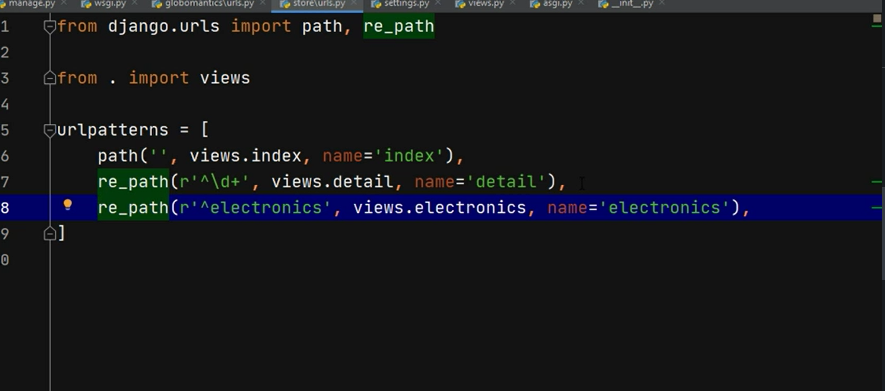 manage.py wsgi.py globomantics\urls.py store\urls.py settings.py views.py asgi.py __init__.py
1 from django.urls import path, re_path
2
3 from . import views
4
5 urlpatterns = [
6 path('', views.index, name='index'),
7 re_path(r'^\d+', views.detail, name='detail'),
8 re_path(r'^electronics', views.electronics, name='electronics'),
9 ]
0